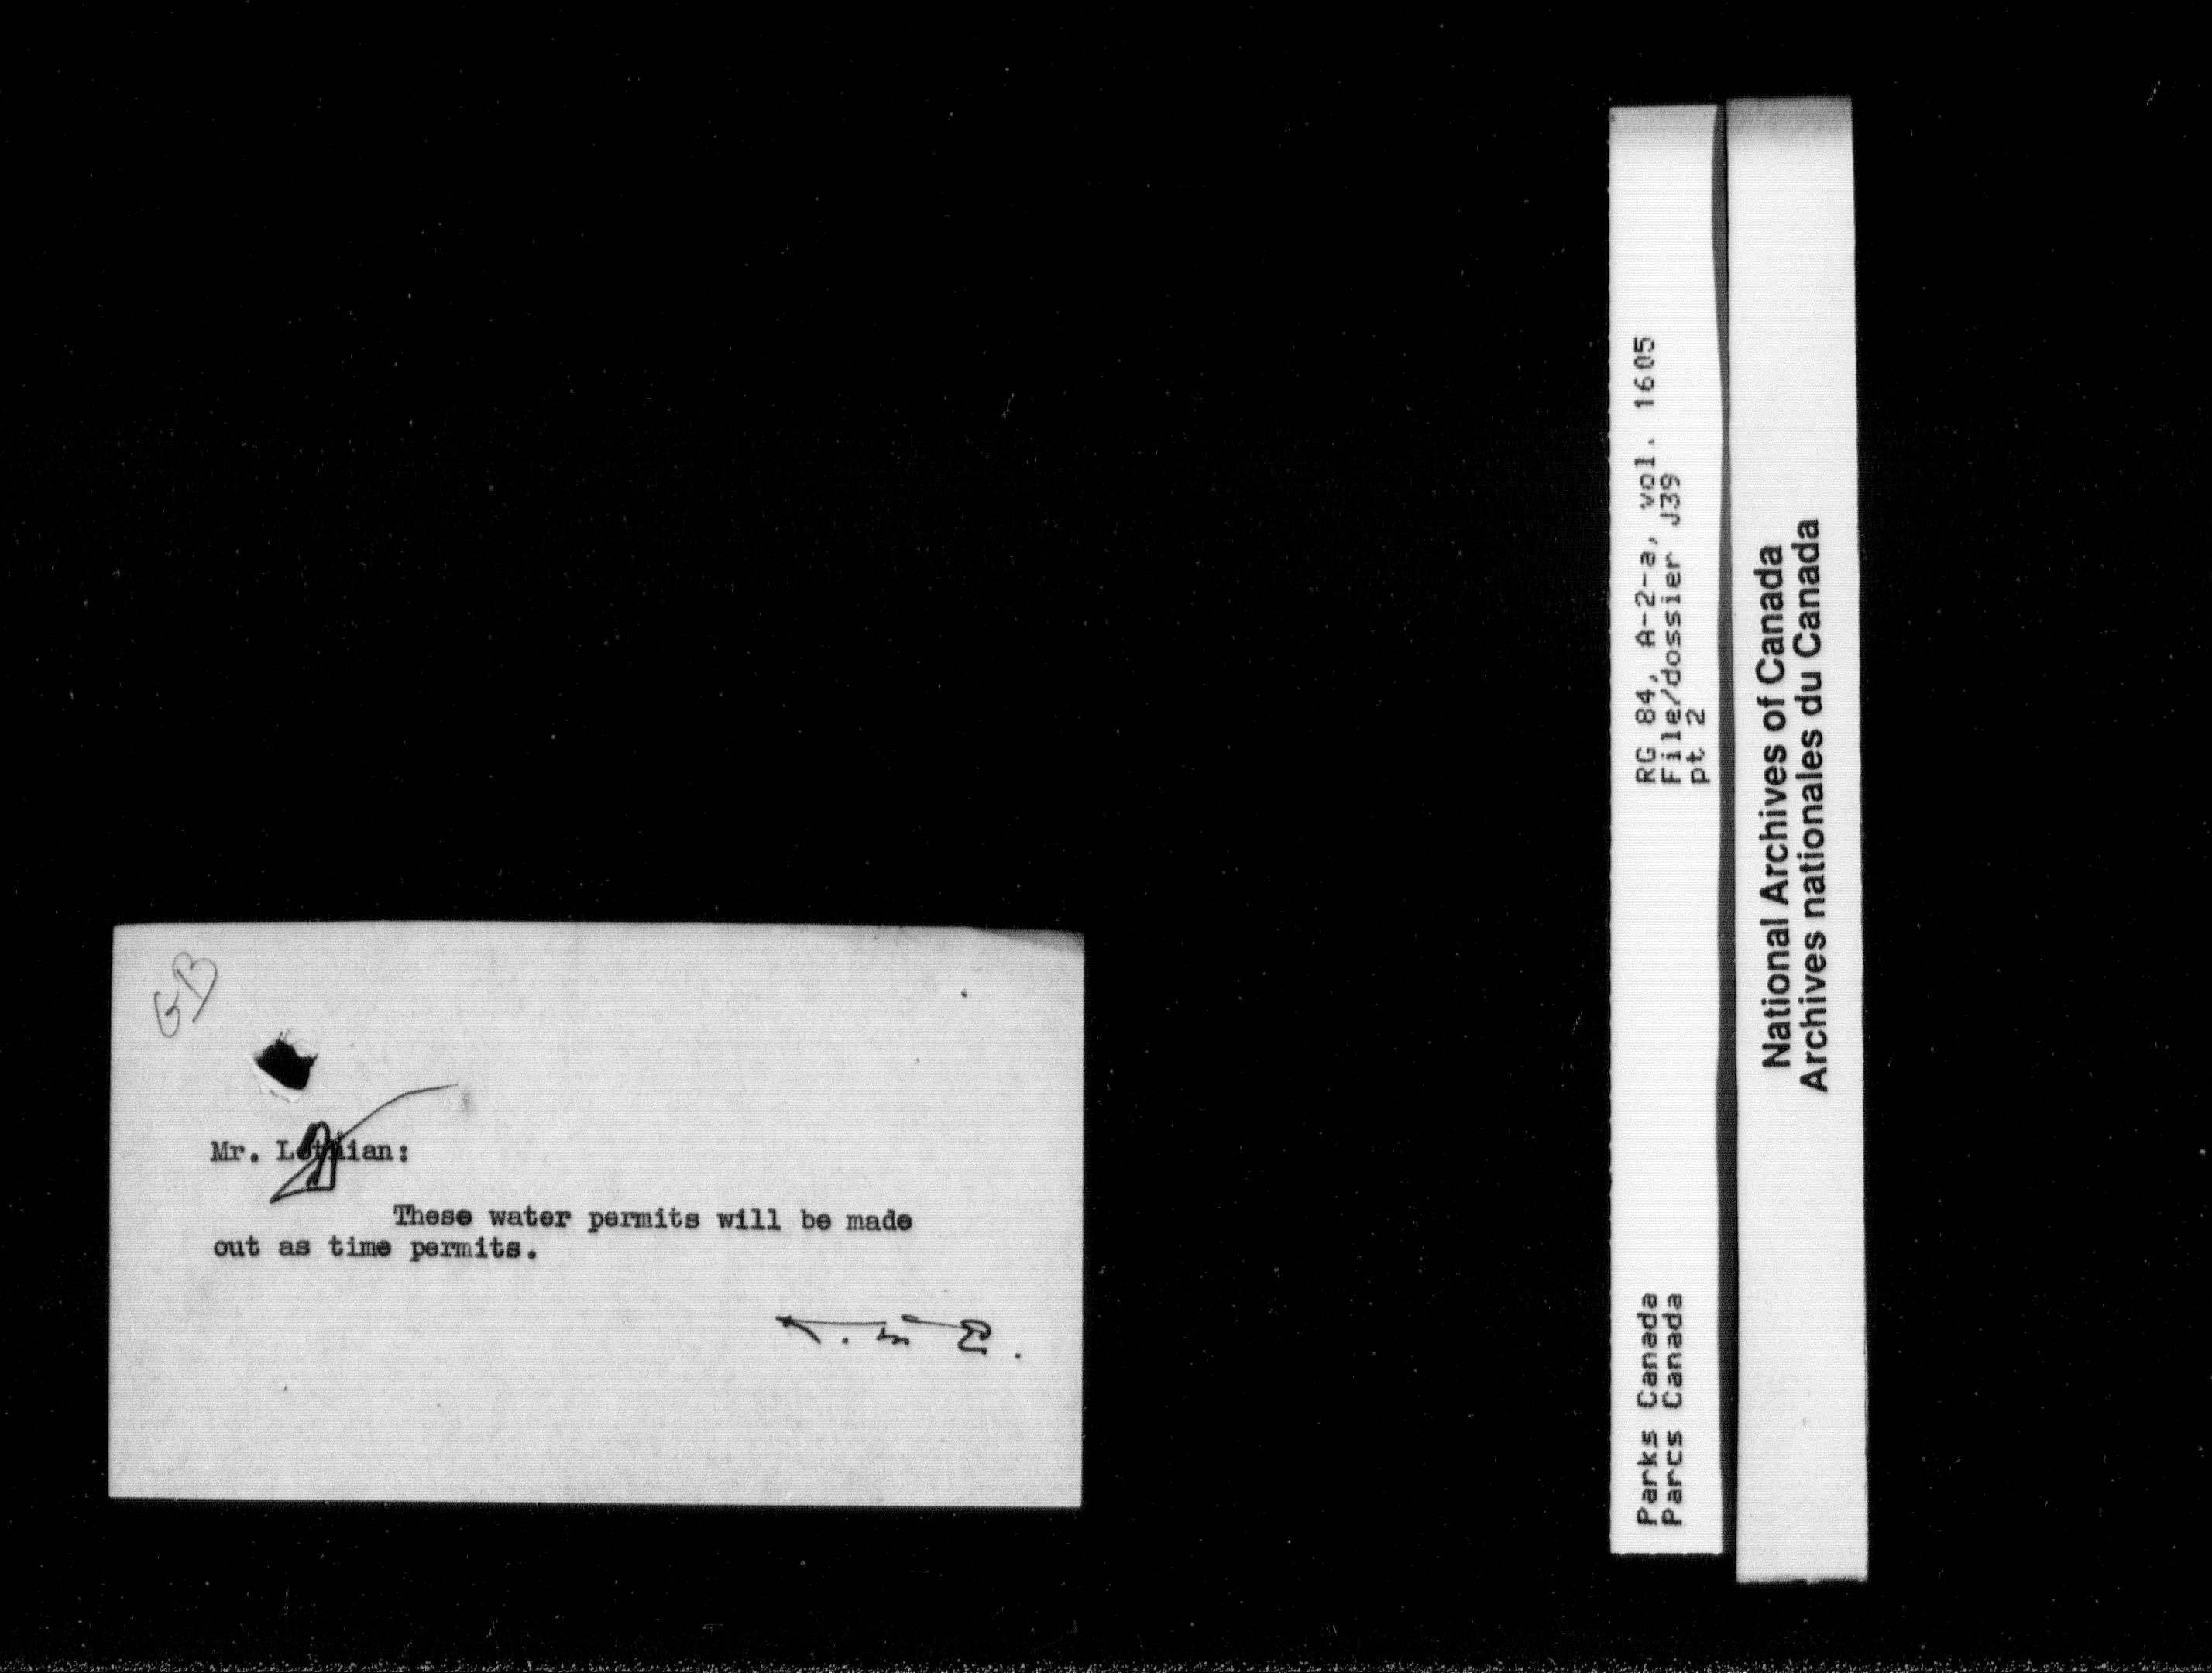 GB
Mr. Lothian:
These water permits will be made
out as time permits.
RG 84, A-2-a, vol. 1605
File/dossier J39
pt 2
Parks Canada
Parcs Canada
National Archives of Canada
Archives nationales du Canada